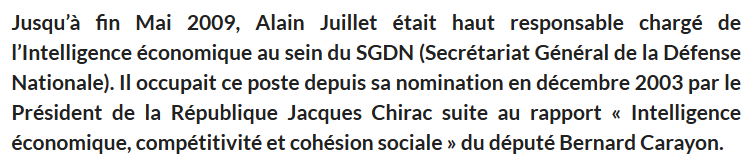 Jusqu’à fin Mai 2009, Alain Juillet était haut responsable chargé de
l’Intelligence économique au sein du SGDN (Secrétariat Général de la Défense
Nationale). Il occupait ce poste depuis sa nomination en décembre 2003 par le
Président de la République Jacques Chirac suite au rapport « Intelligence
économique, compétitivité et cohésion sociale » du député Bernard Carayon.